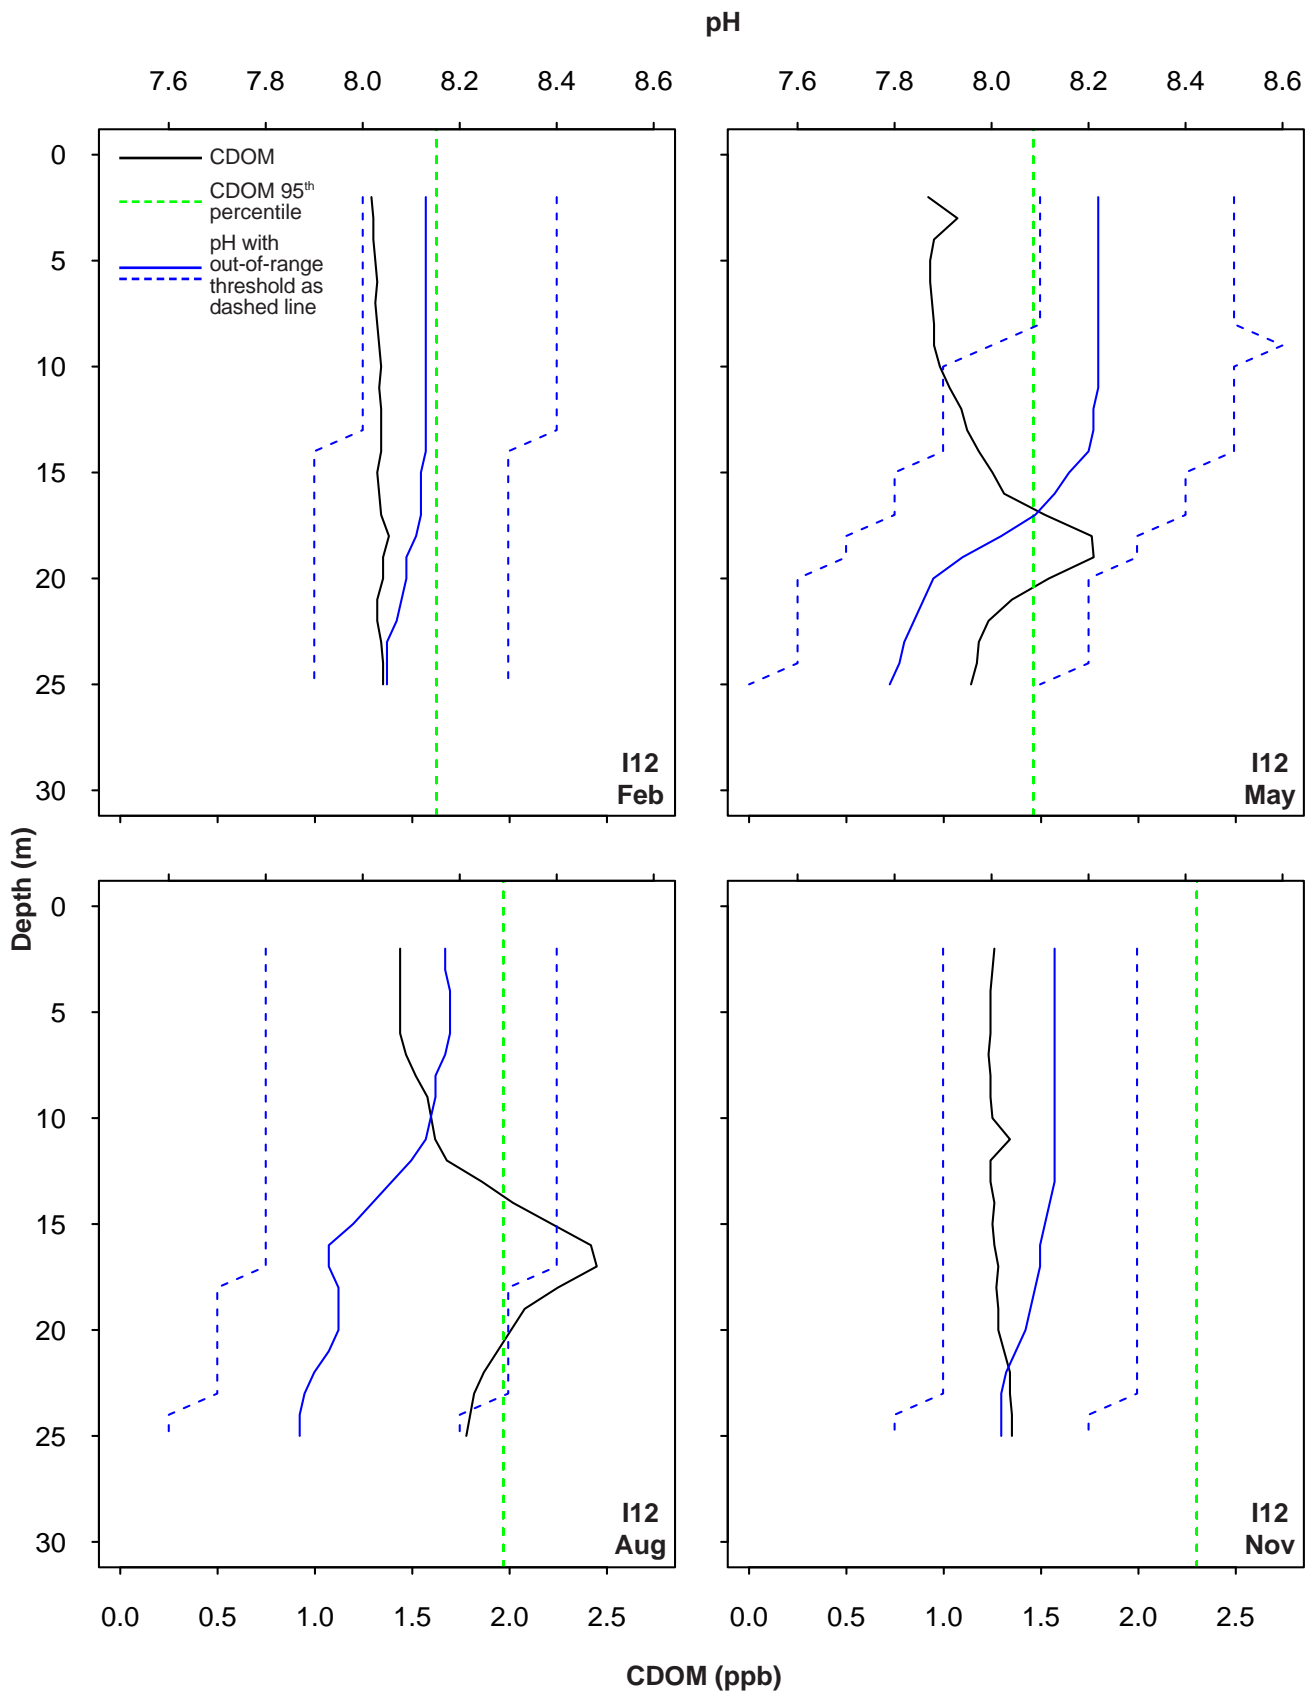 pH
7.6 7.8 8.0 8.2 8.4 8.6
7.6 7.8 8.0 8.2 8.4 8.6
0
5
10
15
20
25
30
CDOM
CDOM 95th
percentile
pH with
out-of-range
threshold as
dashed line
I12
Feb
I12
May
Depth (m)
0
5
10
15
20
25
30
I12
Aug
I12
Nov
0.0 0.5 1.0 1.5 2.0 2.5
0.0 0.5 1.0 1.5 2.0 2.5
CDOM (ppb)